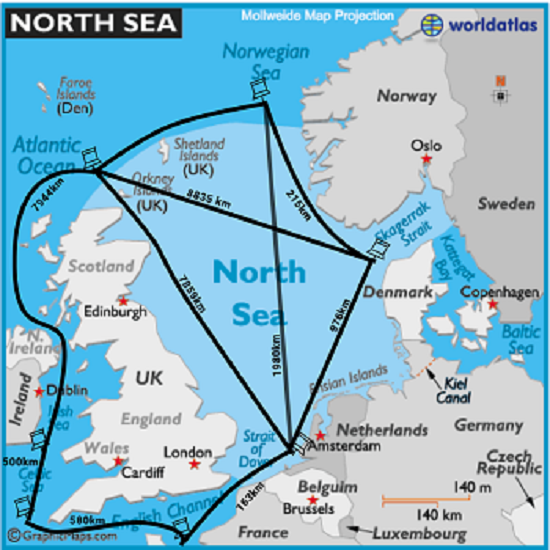 NORTH SEA
Mollweide Map Projection
worldatlas
Norwegian
Sea
Faroe
Islands
(Den)
Norway
Atlantic
Ocean
Shetland
Islands
(UK)
Oslo
Orkney
Islands
(UK)
7944km
8835 km
215km
Skagerrak
Strait
Sweden
Scotland
North
Sea
7859km
Kattegat
Bay
Denmark
Copenhagen
Edinburgh
976km
1980km
Baltic
Sea
N.
Ireland
Ireland
Dublin
Irish
Sea
UK
Frisian Islands
Kiel
Canal
England
Netherlands
Amsterdam
Germany
Wales
London
Cardiff
Strait
of
Dover
500km
Celtic
Sea
Czech
Republic
Belgium
Brussels
163km
140 m
140 km
580km
English Channel
France
Luxembourg
©GraphicMaps.com